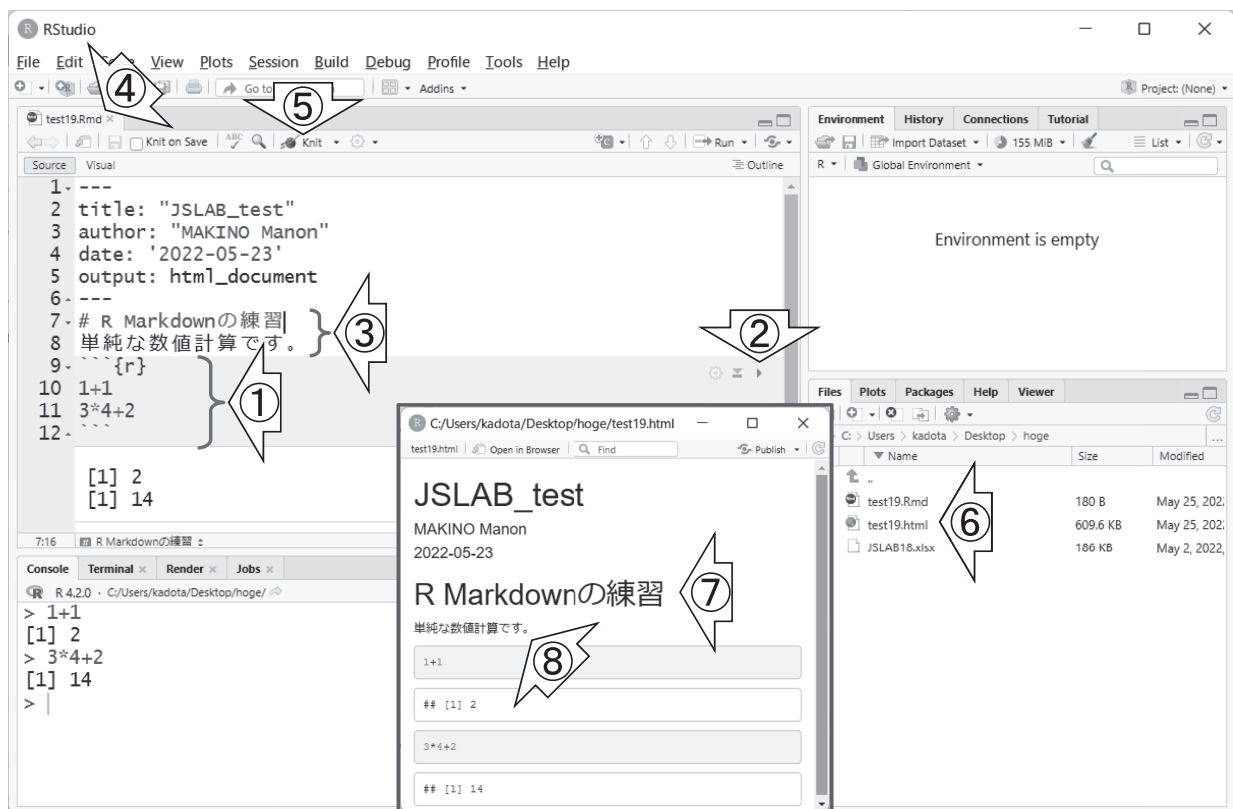 RStudio
File Edit View Plots Session Build Debug Profile Tools Help
④
Go to
Addins
Project: (None)
⑤
test19.Rmd
Knit on Save
ABC
Knit
Run
Source Visual
Outline
1 ---
2 title: "JSLAB_test"
3 author: "MAKINO Manon"
4 date: '2022-05-23'
5 output: html_document
6 ---
7 # R Markdownの練習
8 単純な数値計算です。
③
②
9 ```{r}
10 1+1
11 3*4+2
12 ```
①
[1] 2
[1] 14
7:16 R Markdownの練習
Console Terminal Render Jobs
R 4.2.0 · C:/Users/kadota/Desktop/hoge/
> 1+1
[1] 2
> 3*4+2
[1] 14
>
C:/Users/kadota/Desktop/hoge/test19.html
test19.html Open in Browser Find Publish
JSLAB_test
MAKINO Manon
2022-05-23
R Markdownの練習
⑦
単純な数値計算です。
⑧
1+1
## [1] 2
3*4+2
## [1] 14
Environment History Connections Tutorial
Import Dataset 155 MiB List
R Global Environment
Environment is empty
Files Plots Packages Help Viewer
C: > Users > kadota > Desktop > hoge
...
Name Size Modified
..
test19.Rmd 180 B May 25, 202
test19.html 609.6 KB May 25, 202
JSLAB18.xlsx 186 KB May 2, 2022,
⑥